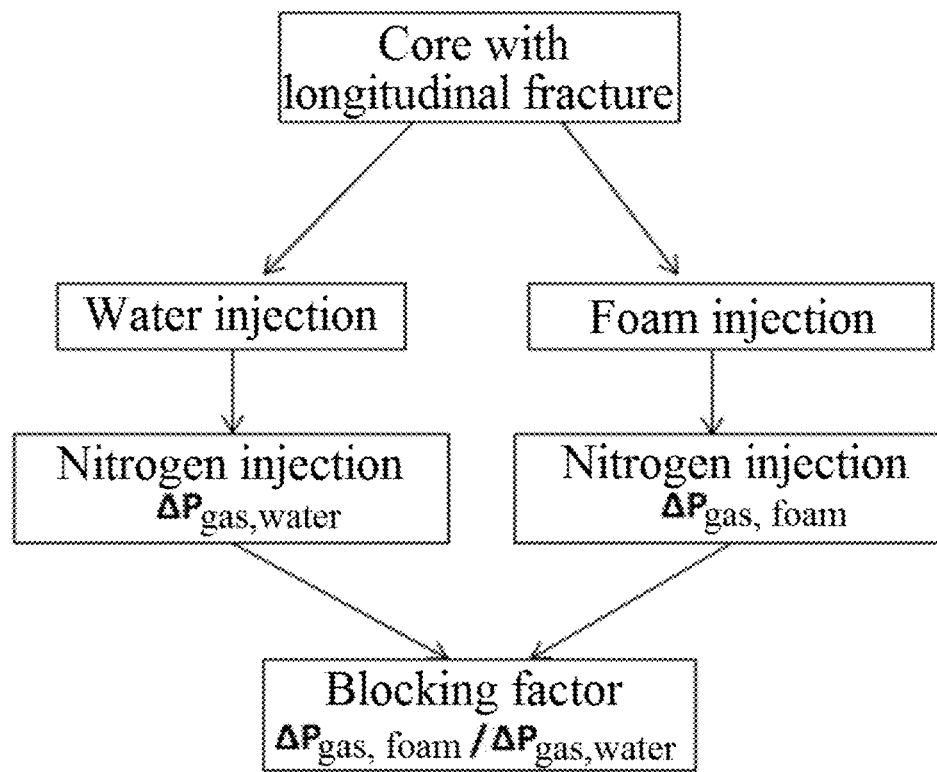 Core with
longitudinal fracture
Water injection
Foam injection
Nitrogen injection
ΔPgas,water
Nitrogen injection
ΔPgas, foam
Blocking factor
ΔPgas, foam /ΔPgas,water